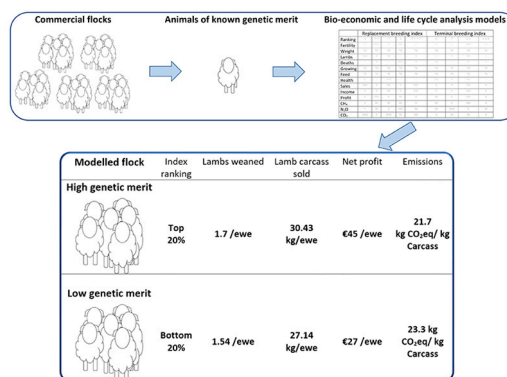 Commercial flocks
Animals of known genetic merit
Bio-economic and life cycle analysis models
Replacement breeding index
Terminal breeding index
Ranking
Fertility
Weight
Lambs
Deaths
Growing
Feed
Health
Sales
Income
Profit
CH₄
N₂O
CO₂
Modelled flock
Index ranking
Lambs weaned
Lamb carcass sold
Net profit
Emissions
High genetic merit
Top
20%
1.7 /ewe
30.43
kg/ewe
€45 /ewe
21.7
kg CO₂eq/ kg
Carcass
Low genetic merit
Bottom
20%
1.54 /ewe
27.14
kg/ewe
€27 /ewe
23.3 kg
CO₂eq/ kg
Carcass